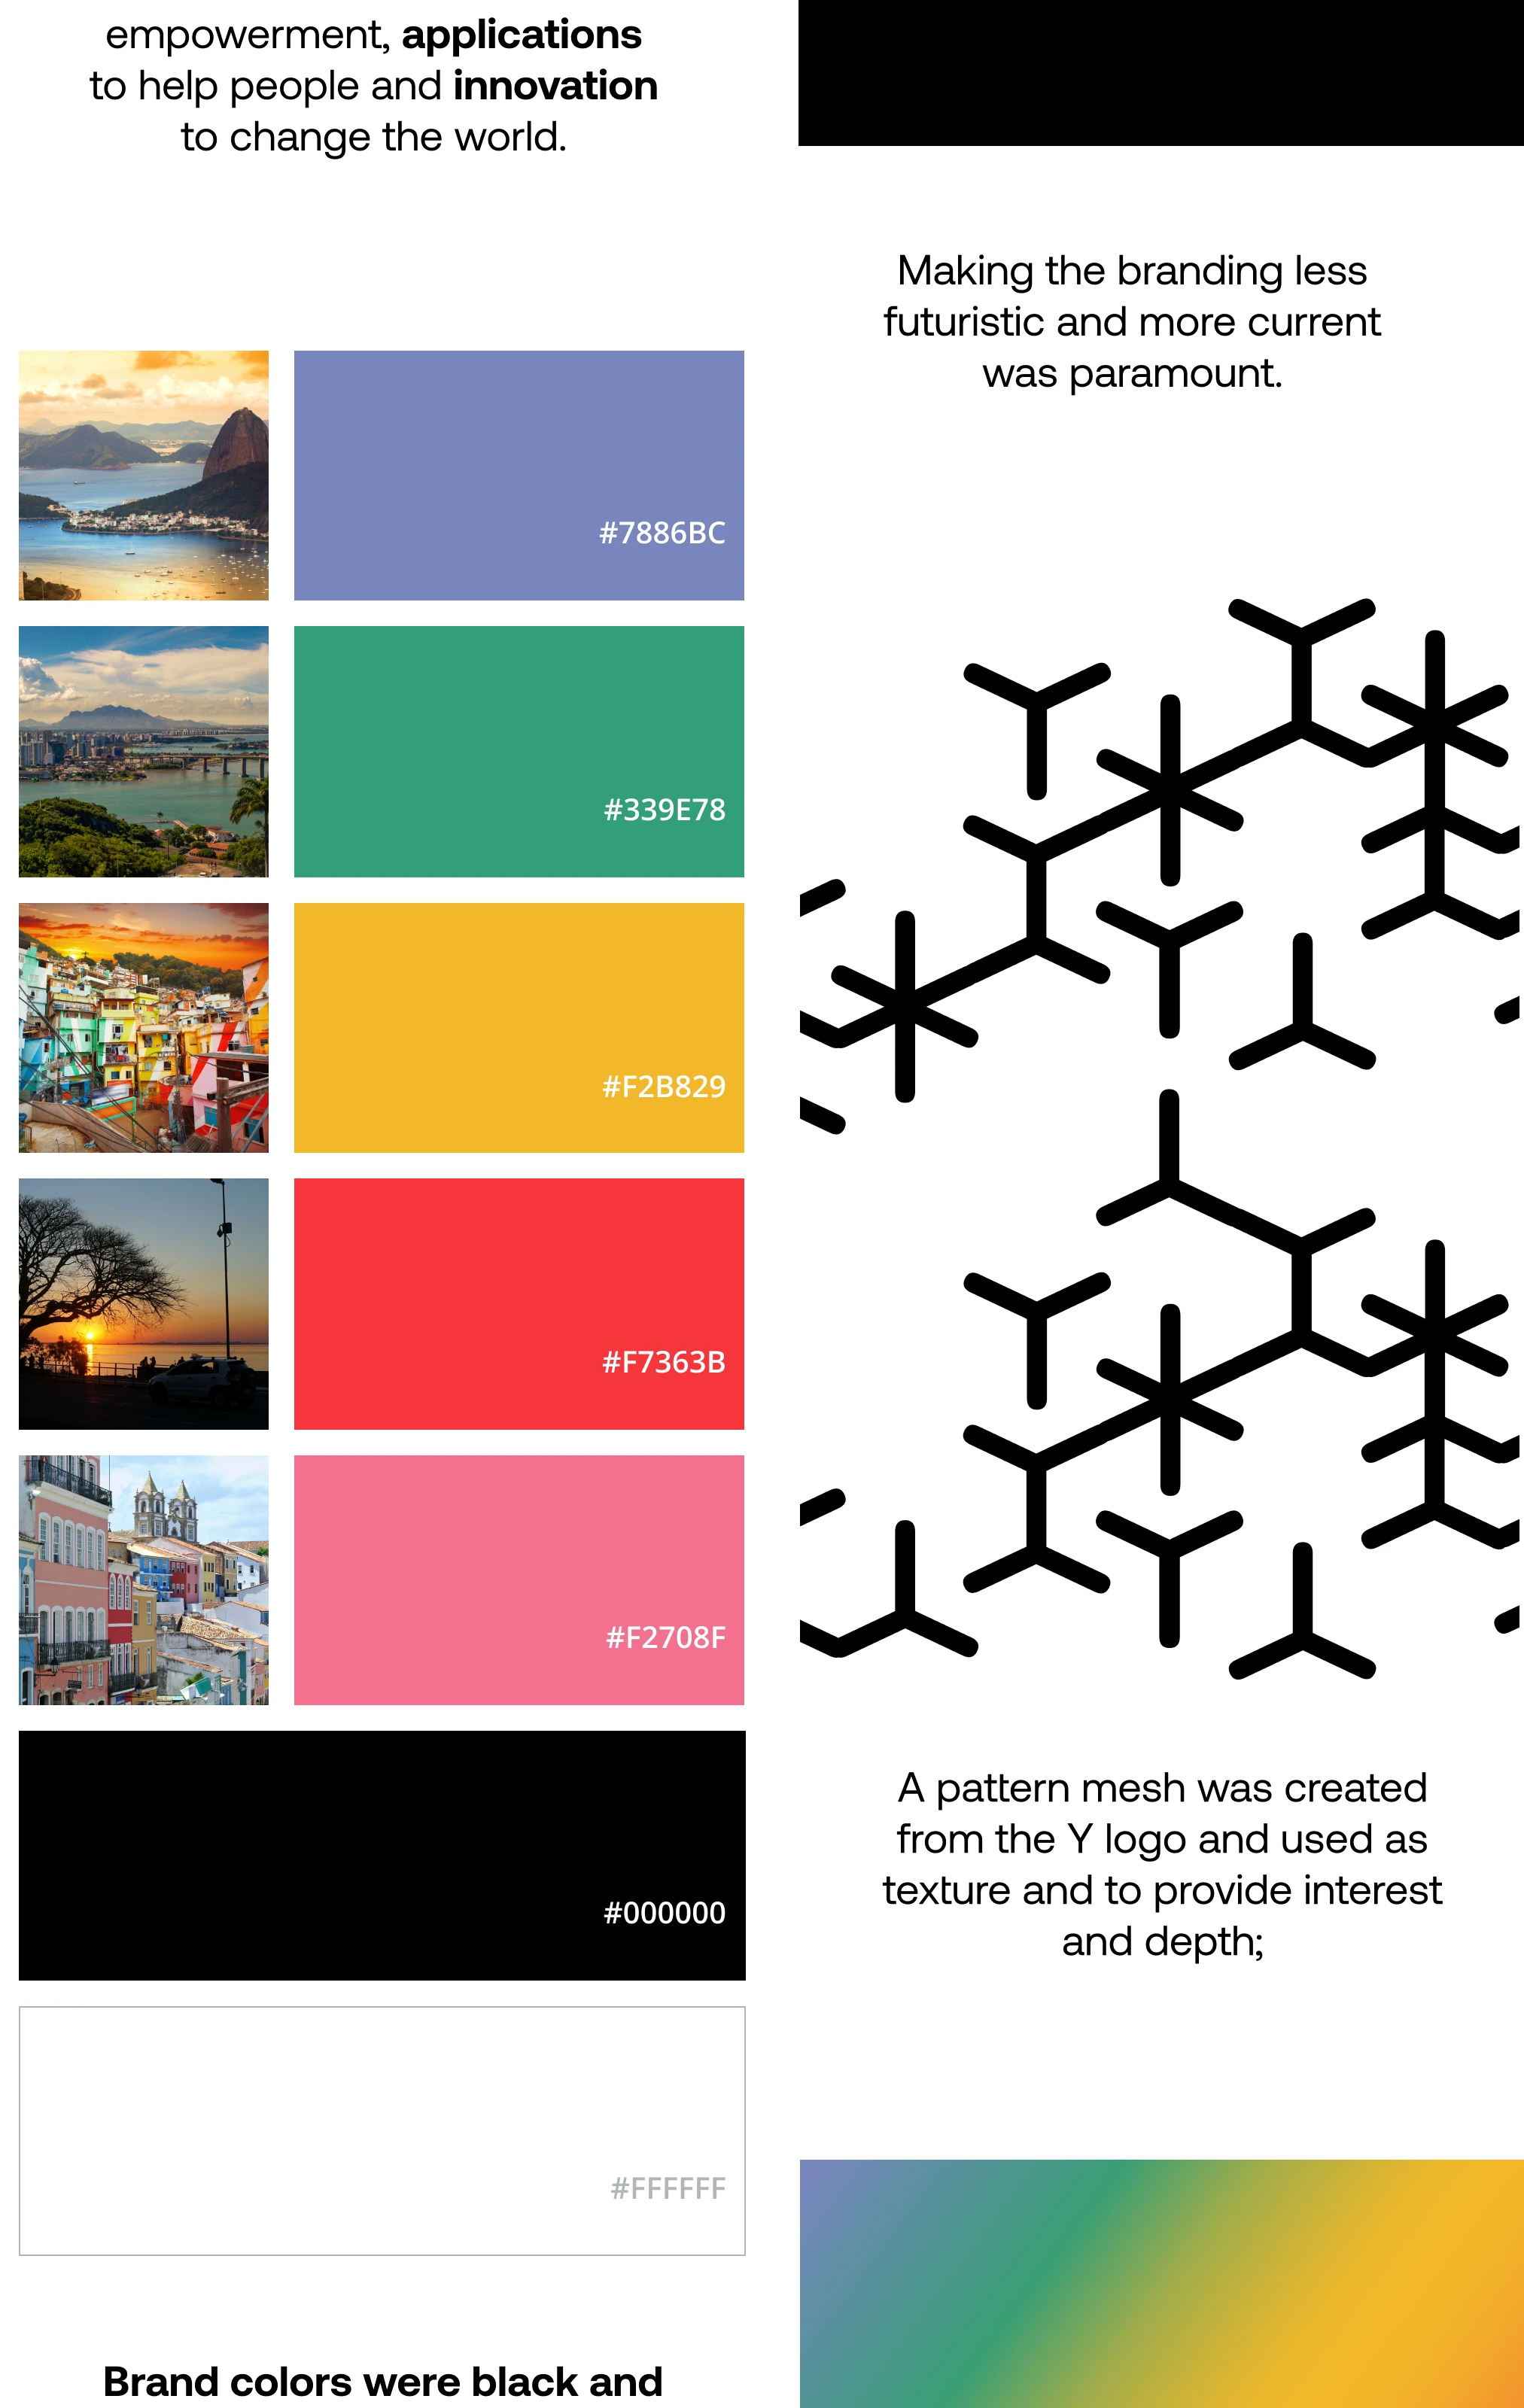 empowerment, applications
to help people and innovation
to change the world.
#7886BC
#339E78
#F2B829
#F7363B
#F2708F
#000000
#FFFFFF
Brand colors were black and
Making the branding less
futuristic and more current
was paramount.
A pattern mesh was created
from the Y logo and used as
texture and to provide interest
and depth;